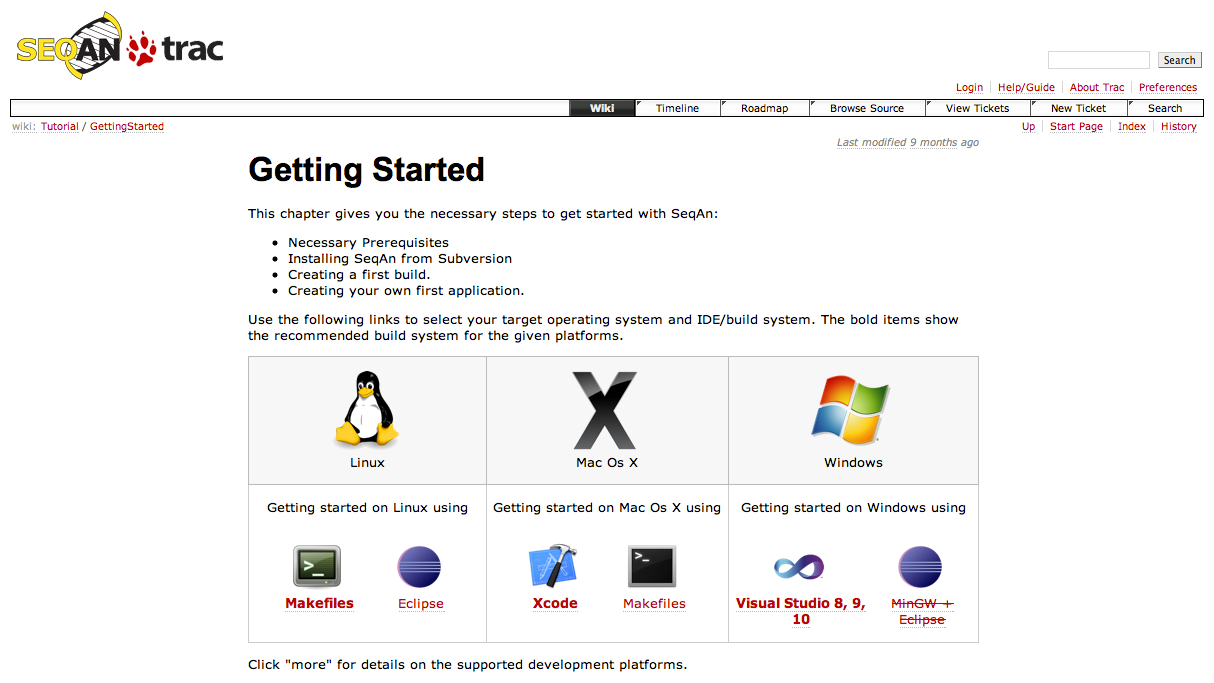 SEQAN trac
Search
Login Help/Guide About Trac Preferences
Wiki Timeline Roadmap Browse Source View Tickets New Ticket Search
wiki: Tutorial / GettingStarted
Up Start Page Index History
Last modified 9 months ago
Getting Started
This chapter gives you the necessary steps to get started with SeqAn:
• Necessary Prerequisites
• Installing SeqAn from Subversion
• Creating a first build.
• Creating your own first application.
Use the following links to select your target operating system and IDE/build system. The bold items show
the recommended build system for the given platforms.
Linux
Mac Os X
Windows
Getting started on Linux using
Getting started on Mac Os X using
Getting started on Windows using
>_
Makefiles
Eclipse
Xcode
>_
Makefiles
Visual Studio 8, 9,
10
MinGW +
Eclipse
Click "more" for details on the supported development platforms.